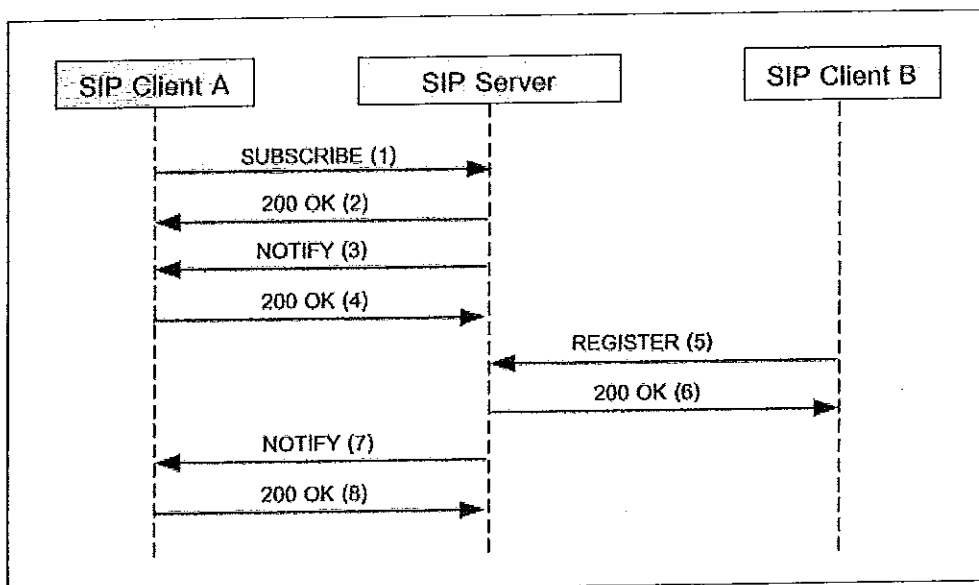 SIP Client A
SIP Server
SIP Client B
SUBSCRIBE (1)
200 OK (2)
NOTIFY (3)
200 OK (4)
REGISTER (5)
200 OK (6)
NOTIFY (7)
200 OK (8)